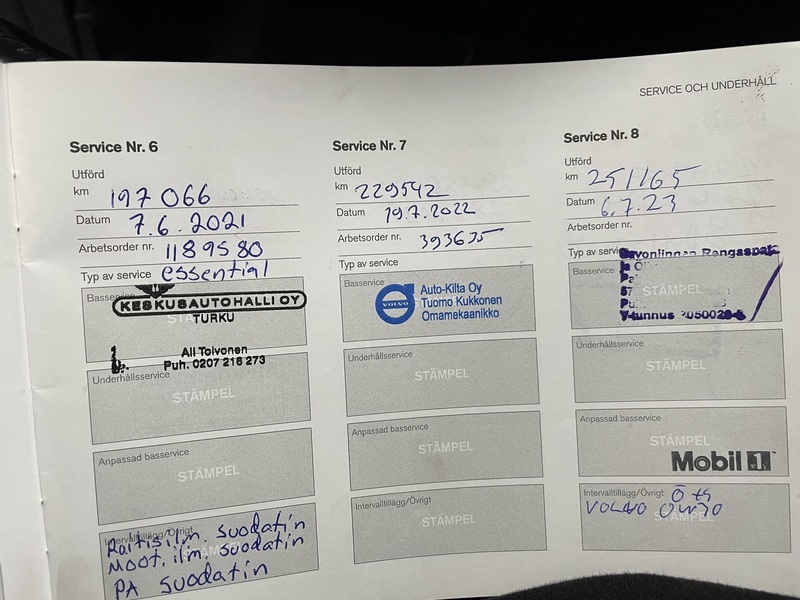 SERVICE OCH UNDERHÅLL
Service Nr. 6
Utförd
km 197 066
Datum 7.6.2021
Arbetsorder nr. 1189580
Typ av service essential
Basservice
KESKUSAUTOHALLI OY
TURKU
Ali Toivonen
Puh. 0207 218 273
Underhållsservice
STÄMPEL
Anpassad basservice
STÄMPEL
Intervalltillägg/Övrigt
Raitisilm. suodatin
Moot. ilm. suodatin
PA suodatin
Service Nr. 7
Utförd
km 229542
Datum 19.7.2022
Arbetsorder nr. 393635
Typ av service
Basservice
VOLVO
Auto-Kilta Oy
Tuomo Kukkonen
Omamekaanikko
Underhållsservice
STÄMPEL
Anpassad basservice
STÄMPEL
Intervalltillägg/Övrigt
STÄMPEL
Service Nr. 8
Utförd
km 251165
Datum 6.7.23
Arbetsorder nr.
Typ av
Savonlinnan
Basservice
STÄMPEL
Y-tunnus
Underhållsservice
STÄMPEL
Anpassad basservice
STÄMPEL
Mobil 1
Intervalltillägg/Övrigt
STÄMPEL
VOLVO